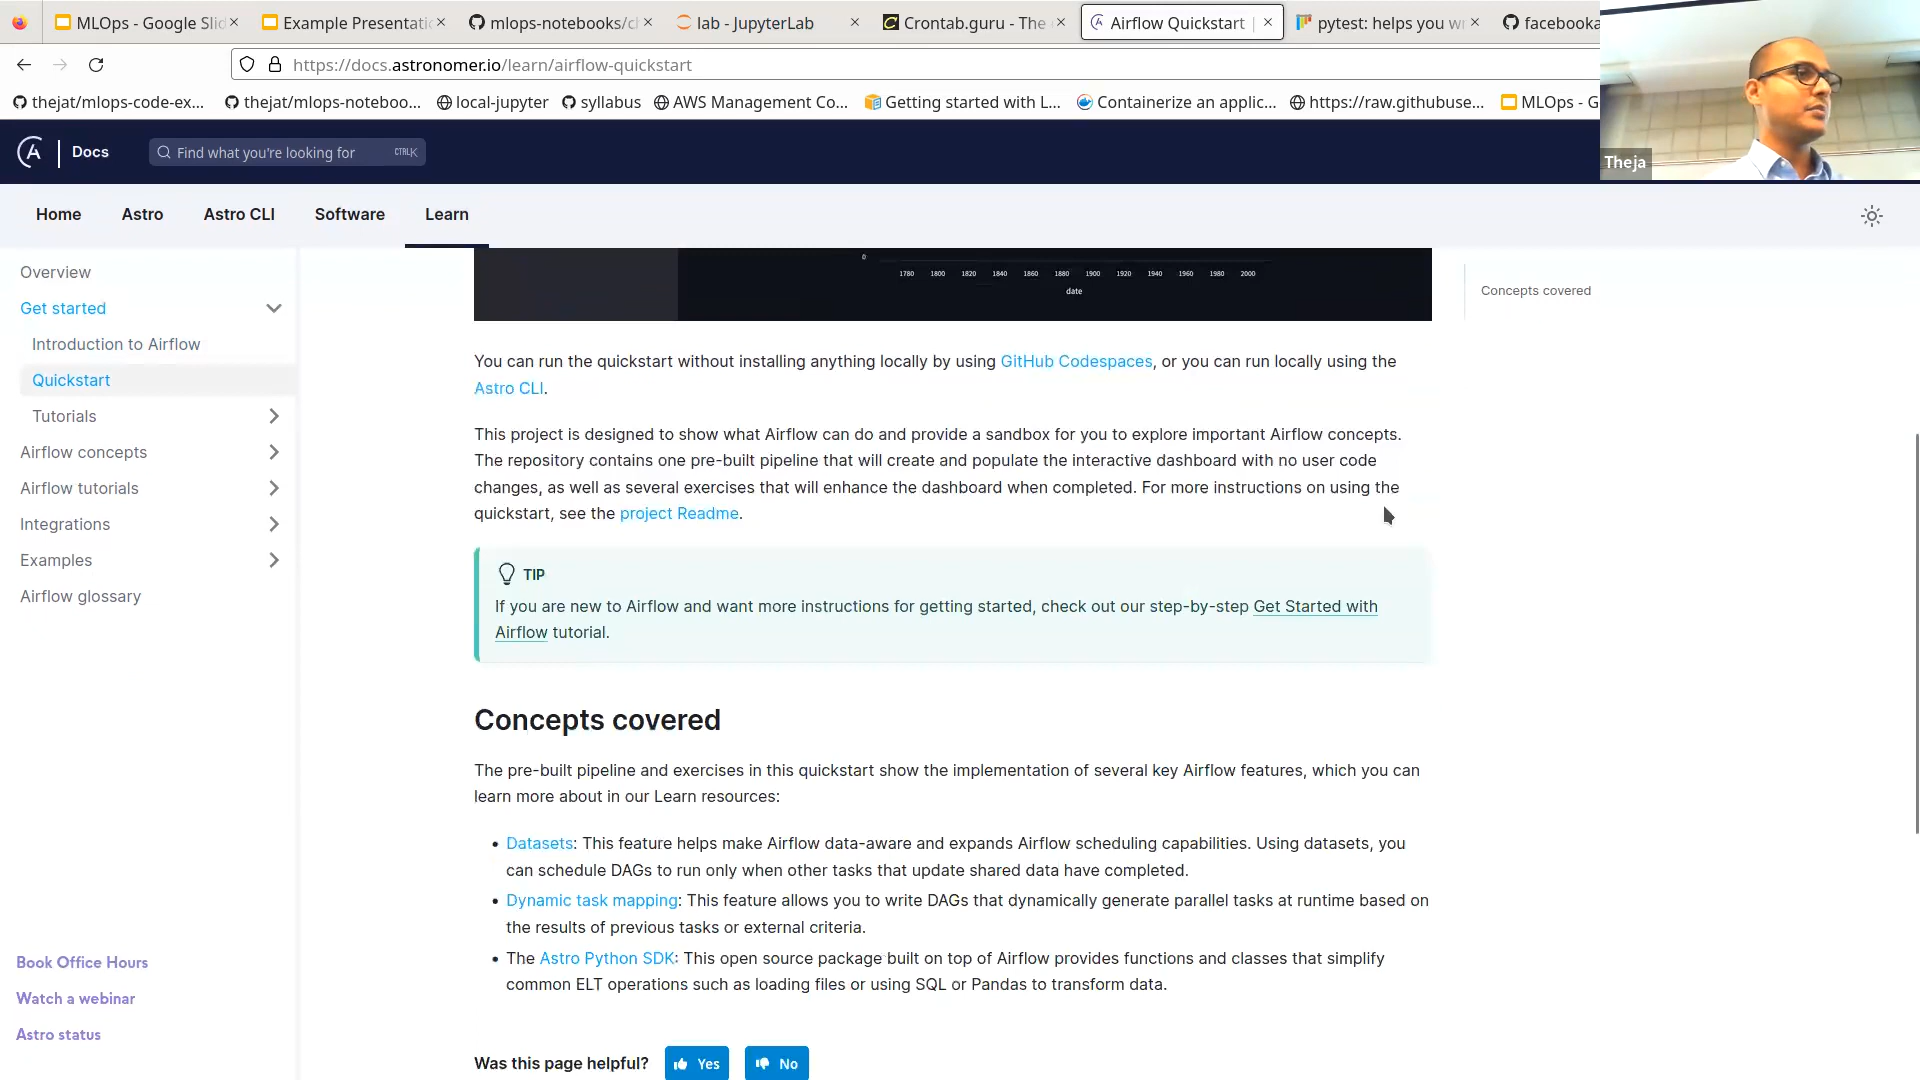 MLOps - Google Slid
Example Presentati
mlops-notebooks/c
lab - JupyterLab
Crontab.guru - The
Airflow Quickstart |
pytest: helps you w
facebooka
https://docs.astronomer.io/learn/airflow-quickstart
thejat/mlops-code-ex...
thejat/mlops-noteboo...
local-jupyter
syllabus
AWS Management Co...
Getting started with L...
Containerize an applic...
https://raw.githubuse...
MLOps - G
Theja
Docs
Find what you're looking for
CTRL K
Home
Astro
Astro CLI
Software
Learn
Overview
Get started
Introduction to Airflow
Quickstart
Tutorials
Airflow concepts
Airflow tutorials
Integrations
Examples
Airflow glossary
Book Office Hours
Watch a webinar
Astro status
0
1780 1800 1820 1840 1860 1880 1900 1920 1940 1960 1980 2000
date
You can run the quickstart without installing anything locally by using GitHub Codespaces, or you can run locally using the
Astro CLI.
This project is designed to show what Airflow can do and provide a sandbox for you to explore important Airflow concepts.
The repository contains one pre-built pipeline that will create and populate the interactive dashboard with no user code
changes, as well as several exercises that will enhance the dashboard when completed. For more instructions on using the
quickstart, see the project Readme.
TIP
If you are new to Airflow and want more instructions for getting started, check out our step-by-step Get Started with
Airflow tutorial.
Concepts covered
The pre-built pipeline and exercises in this quickstart show the implementation of several key Airflow features, which you can
learn more about in our Learn resources:
• Datasets: This feature helps make Airflow data-aware and expands Airflow scheduling capabilities. Using datasets, you
can schedule DAGs to run only when other tasks that update shared data have completed.
• Dynamic task mapping: This feature allows you to write DAGs that dynamically generate parallel tasks at runtime based on
the results of previous tasks or external criteria.
• The Astro Python SDK: This open source package built on top of Airflow provides functions and classes that simplify
common ELT operations such as loading files or using SQL or Pandas to transform data.
Was this page helpful?
Yes
No
Concepts covered